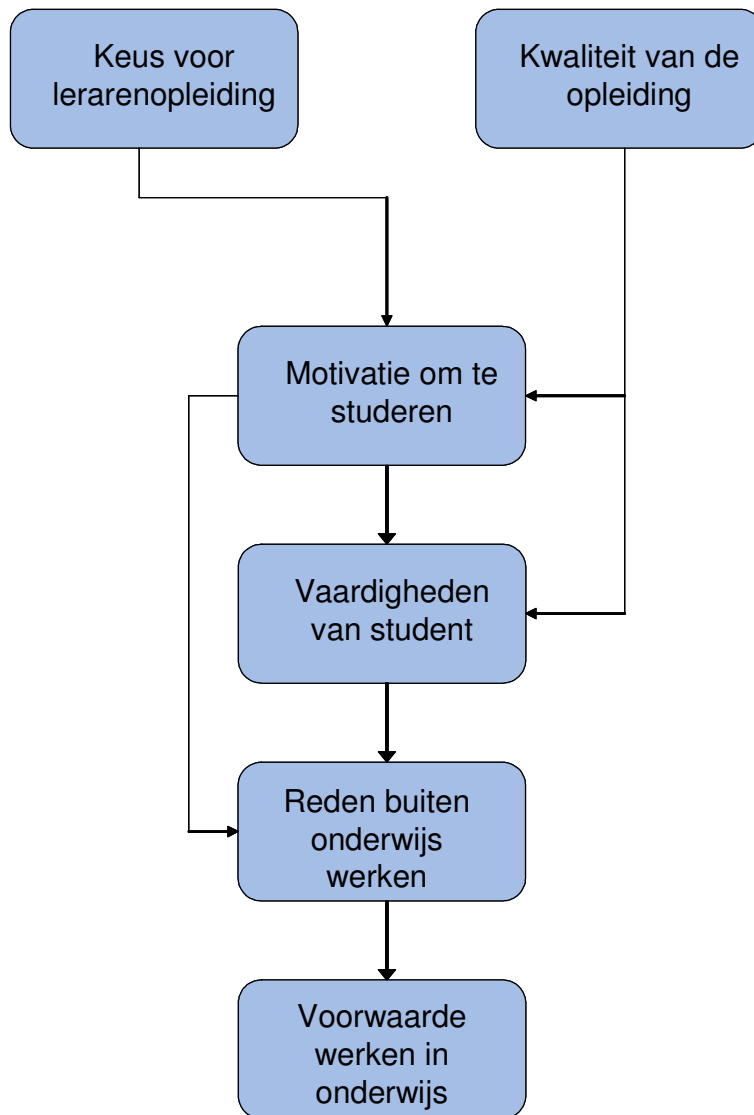 Keus voor
lerarenopleiding
Kwaliteit van de
opleiding
Motivatie om te
studeren
Vaardigheden
van student
Reden buiten
onderwijs
werken
Voorwaarde
werken in
onderwijs